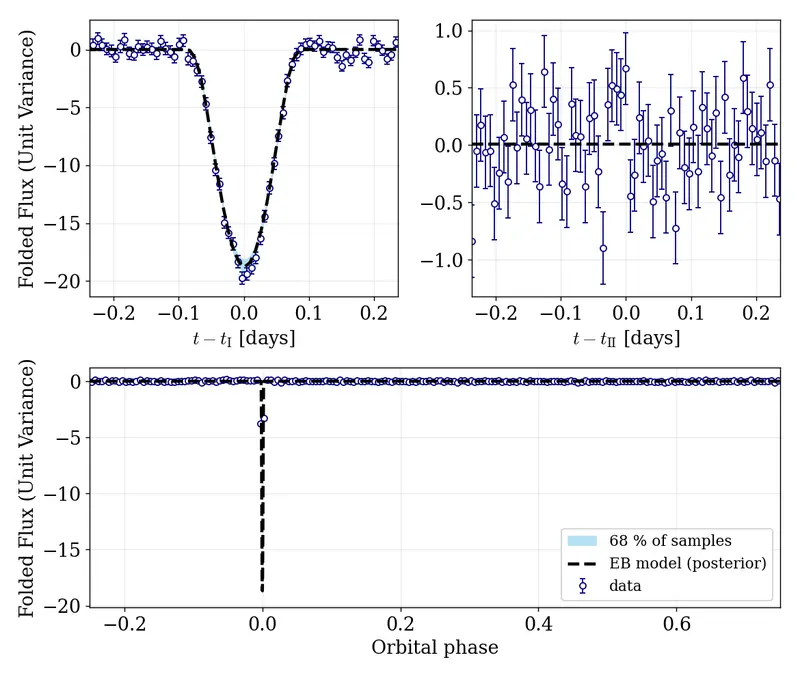 Folded Flux (Unit Variance)
0
−5
−10
−15
−20
−0.2 −0.1 0.0 0.1 0.2
t − tI [days]
1.0
0.5
0.0
−0.5
−1.0
−0.2 −0.1 0.0 0.1 0.2
t − tII [days]
Folded Flux (Unit Variance)
0
−5
−10
−15
−20
68 % of samples
EB model (posterior)
data
−0.2 0.0 0.2 0.4 0.6
Orbital phase